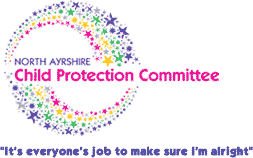 NORTH AYRSHIRE
Child Protection Committee
"It's everyone's job to make sure I'm alright"